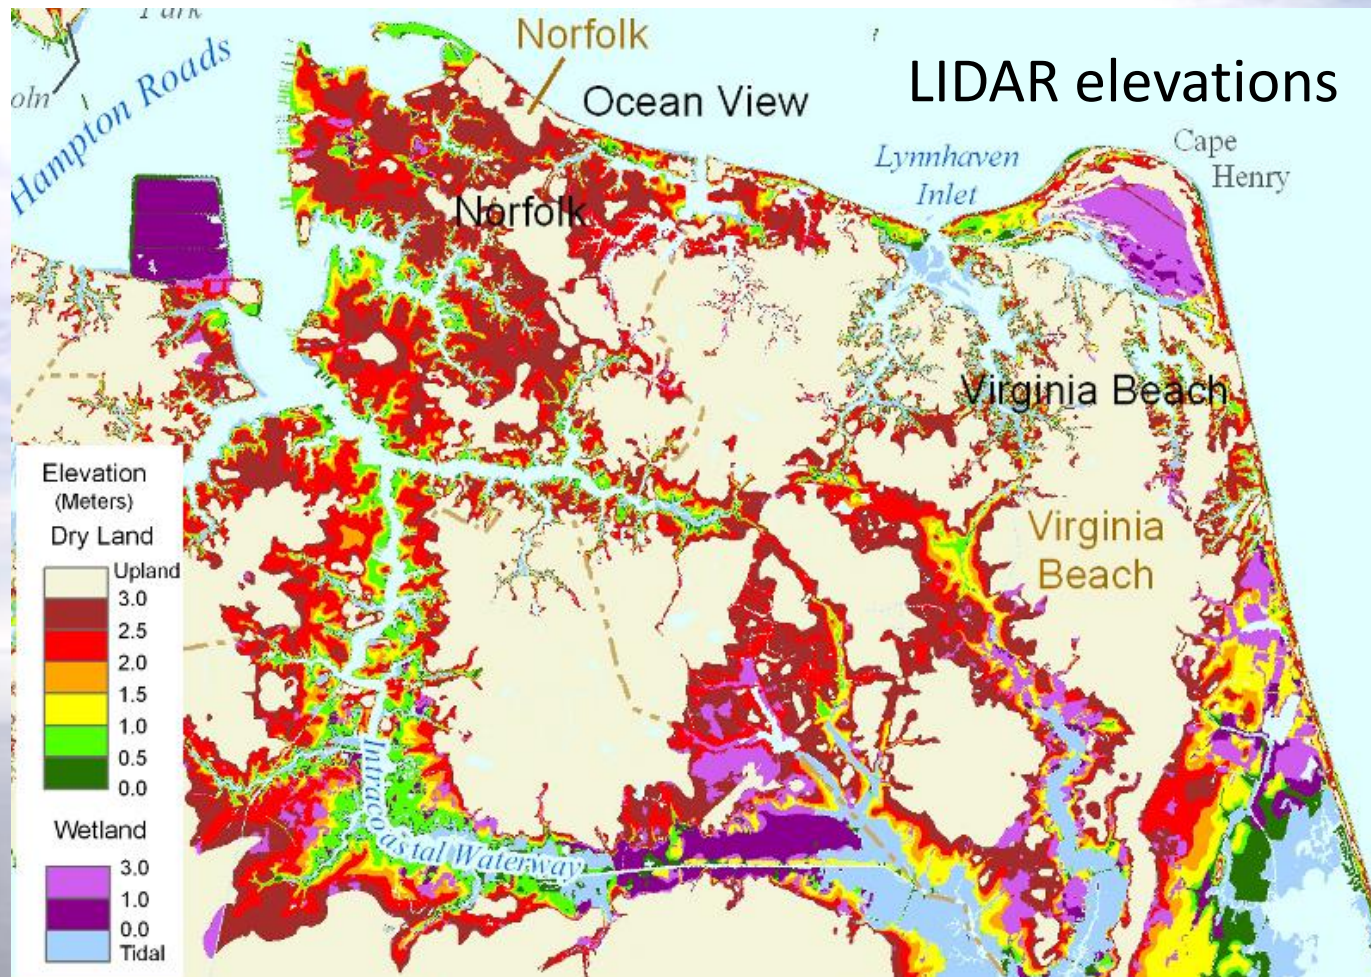 Park
Norfolk
LIDAR elevations
oln
Hampton Roads
Ocean View
Lynnhaven
Inlet
Cape
Henry
Norfolk
Virginia Beach
Virginia
Beach
Elevation
(Meters)
Dry Land
Upland
3.0
2.5
2.0
1.5
1.0
0.5
0.0
Wetland
3.0
1.0
0.0
Tidal
Intracoastal Waterway